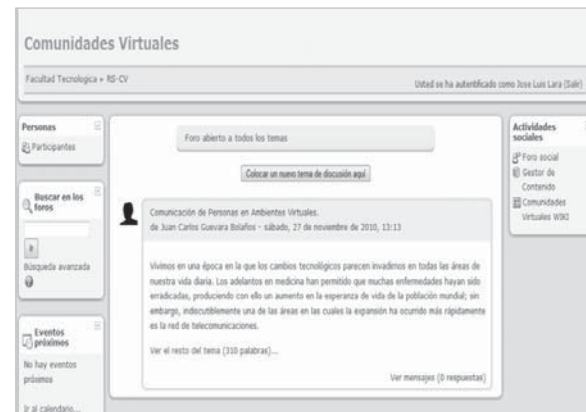 Comunidades Virtuales
Facultad Tecnologica ▸ RS-CV
Usted se ha autentificado como Jose Luis Lara (Salir)
Personas
Participantes
Buscar en los
foros
Ir
Búsqueda avanzada
Eventos
próximos
No hay eventos
próximos
Ir al calendario...
Foro abierto a todos los temas
Colocar un nuevo tema de discusión aquí
Comunicación de Personas en Ambientes Virtuales.
de Juan Carlos Guevara Bolaños - sábado, 27 de noviembre de 2010, 13:13
Vivimos en una época en la que los cambios tecnológicos parecen invadirnos en todas las áreas de
nuestra vida diaria. Los adelantos en medicina han permitido que muchas enfermedades hayan sido
erradicadas, produciendo con ello un aumento en la esperanza de vida de la población mundial; sin
embargo, indiscutiblemente una de las áreas en las cuales la expansión ha ocurrido más rápidamente
es la red de telecomunicaciones.
Ver el resto del tema (310 palabras)...
Ver mensajes (0 respuestas)
Actividades
sociales
Foro social
Gestor de
Contenido
Comunidades
Virtuales WIKI